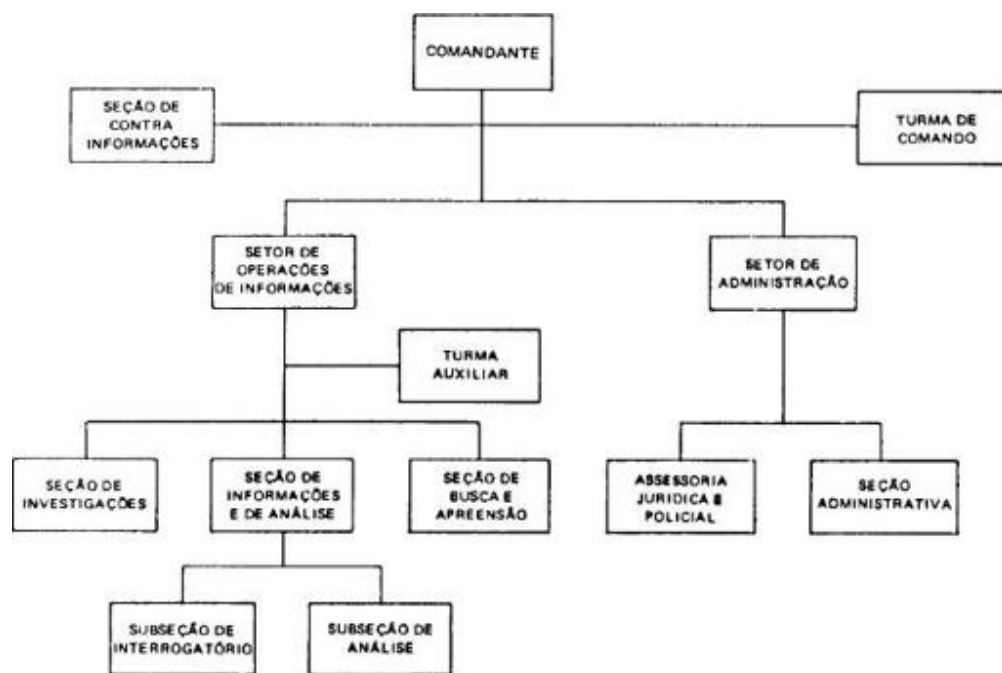 COMANDANTE
SEÇÃO DE
CONTRA
INFORMAÇÕES
TURMA DE
COMANDO
SETOR DE
OPERAÇÕES
DE INFORMAÇÕES
SETOR DE
ADMINISTRAÇÃO
TURMA
AUXILIAR
SEÇÃO DE
INVESTIGAÇÕES
SEÇÃO DE
INFORMAÇÕES
E DE ANÁLISE
SEÇÃO DE
BUSCA E
APREENSÃO
ASSESSORIA
JURIDICA E
POLICIAL
SEÇÃO
ADMINISTRATIVA
SUBSEÇÃO DE
INTERROGATÓRIO
SUBSEÇÃO DE
ANÁLISE